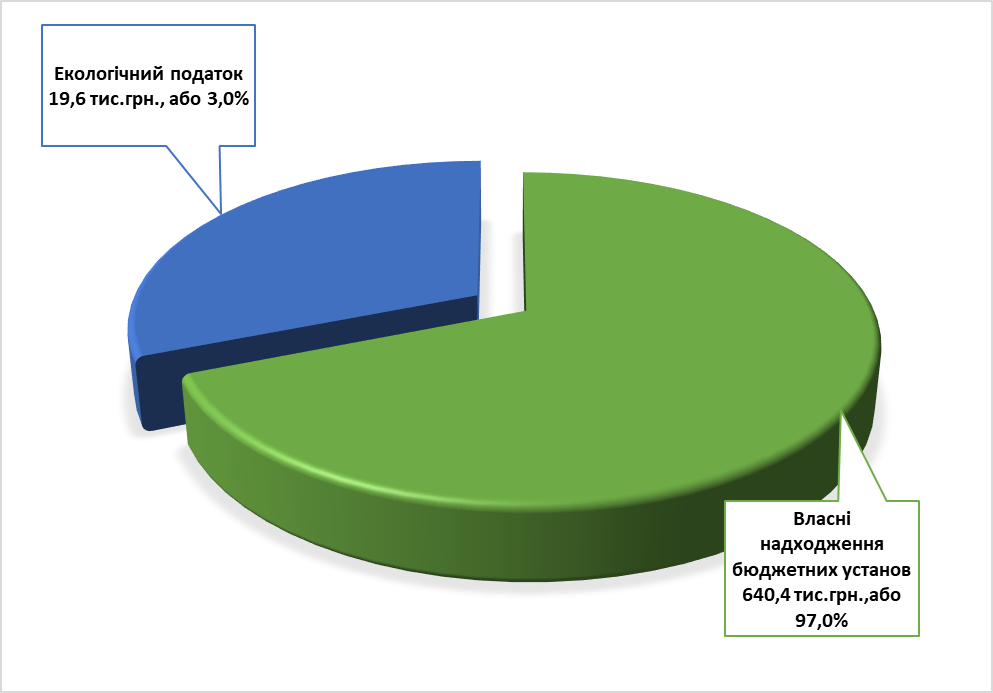 Екологічний податок
19,6 тис.грн., або 3,0%
Власні
надходження
бюджетних установ
640,4 тис.грн.,або
97,0%